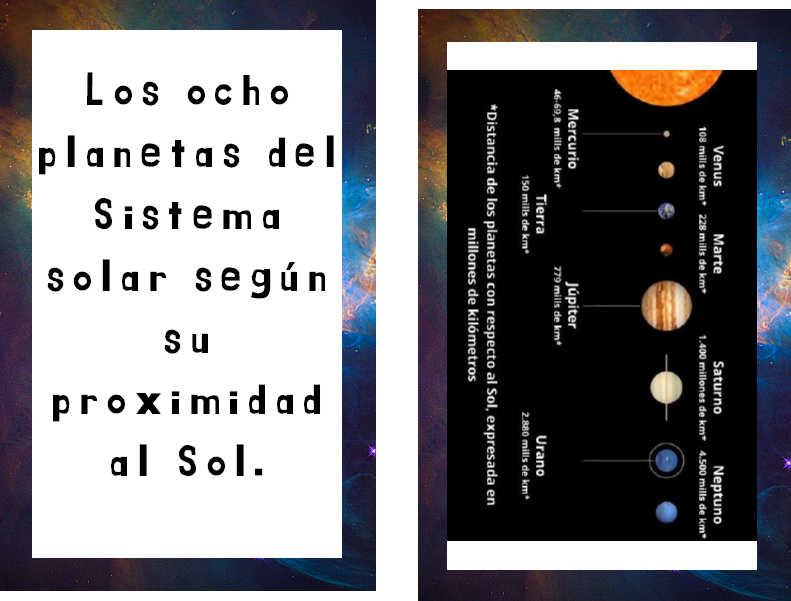 Los ocho
planetas del
Sistema
solar según
su
proximidad
al Sol.
Venus
108 mills de km*
Marte
228 mills de km*
Saturno
1.400 millones de km*
Neptuno
4.500 mills de km*
Mercurio
46-69,8 mills de km*
Tierra
150 mills de km*
Júpiter
779 mills de km*
Urano
2.880 mills de km*
*Distancia de los planetas con respecto al Sol, expresada en
millones de kilómetros